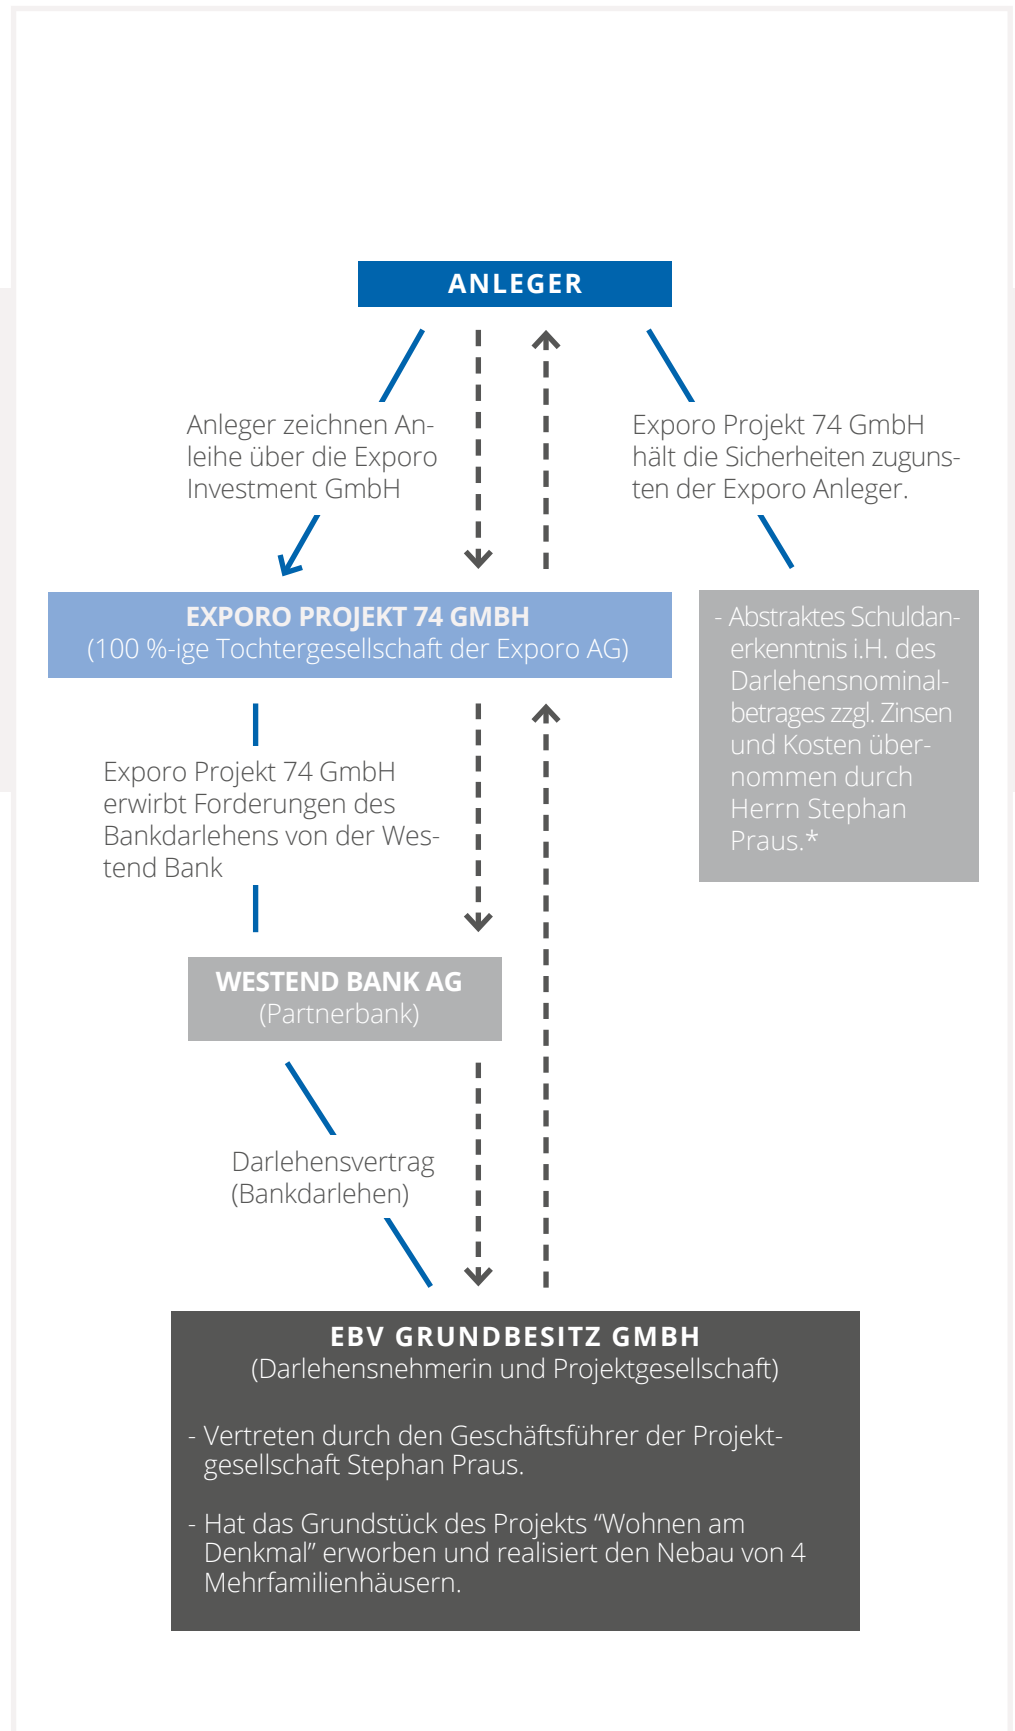 ANLEGER
Anleger zeichnen An-
leihe über die Exporo
Investment GmbH
Exporo Projekt 74 GmbH
hält die Sicherheiten zuguns-
ten der Exporo Anleger.
EXPORO PROJEKT 74 GMBH
(100 %-ige Tochtergesellschaft der Exporo AG)
- Abstraktes Schuldan-
erkenntnis i.H. des
Darlehensnominal-
betrages zzgl. Zinsen
und Kosten über-
nommen durch
Herrn Stephan
Praus.*
Exporo Projekt 74 GmbH
erwirbt Forderungen des
Bankdarlehens von der Wes-
tend Bank
WESTEND BANK AG
(Partnerbank)
Darlehensvertrag
(Bankdarlehen)
EBV GRUNDBESITZ GMBH
(Darlehensnehmerin und Projektgesellschaft)
- Vertreten durch den Geschäftsführer der Projekt-
gesellschaft Stephan Praus.
- Hat das Grundstück des Projekts “Wohnen am
Denkmal” erworben und realisiert den Nebau von 4
Mehrfamilienhäusern.